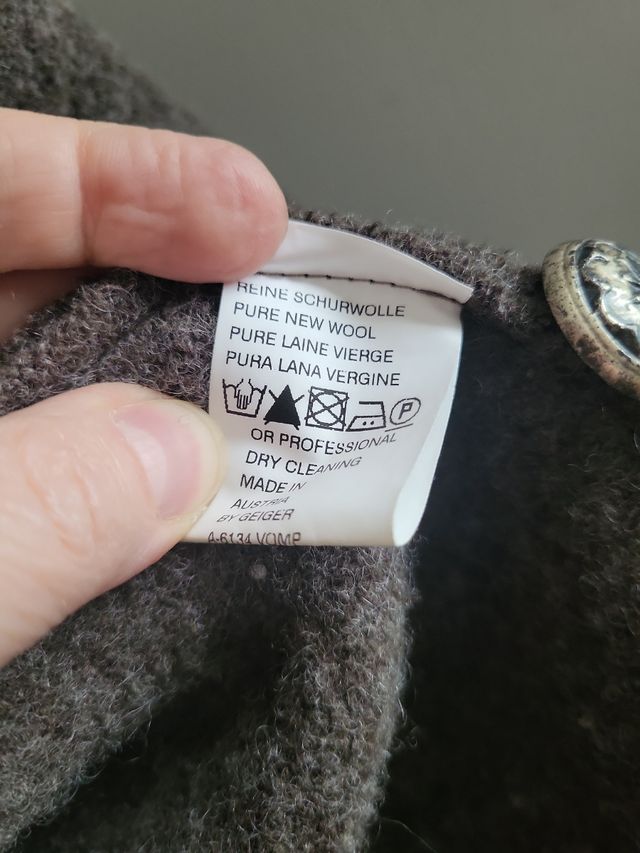 REINE SCHURWOLLE
PURE NEW WOOL
PURE LAINE VIERGE
PURA LANA VERGINE
P
OR PROFESSIONAL
DRY CLEANING
MADE IN
AUSTRIA
BY GEIGER
A-6134 VOMP